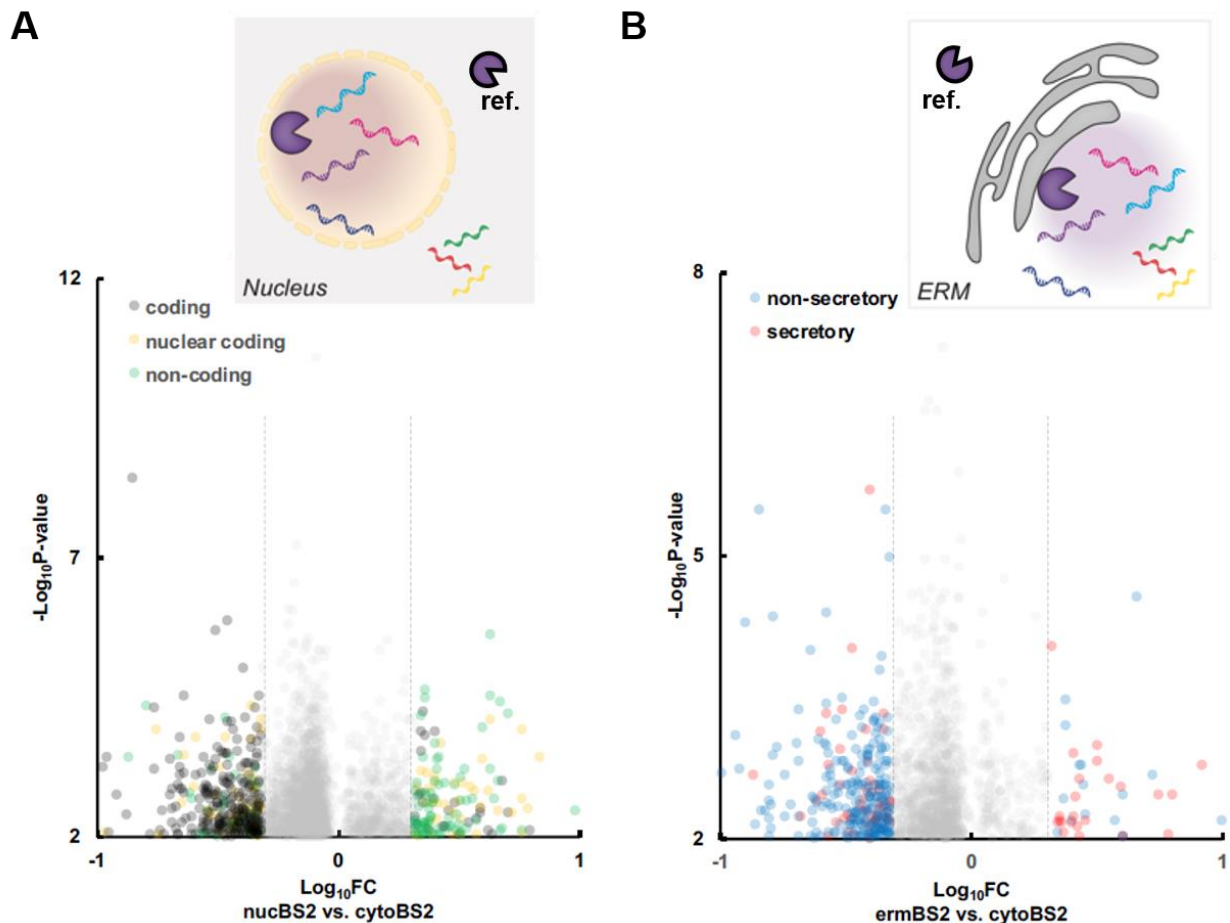 A
ref.
Nucleus
12
coding
nuclear coding
non-coding
7
-Log10P-value
2
-1
0
1
Log10FC
nucBS2 vs. cytoBS2
B
ref.
ERM
8
non-secretory
secretory
5
-Log10P-value
2
-1
0
1
Log10FC
ermBS2 vs. cytoBS2